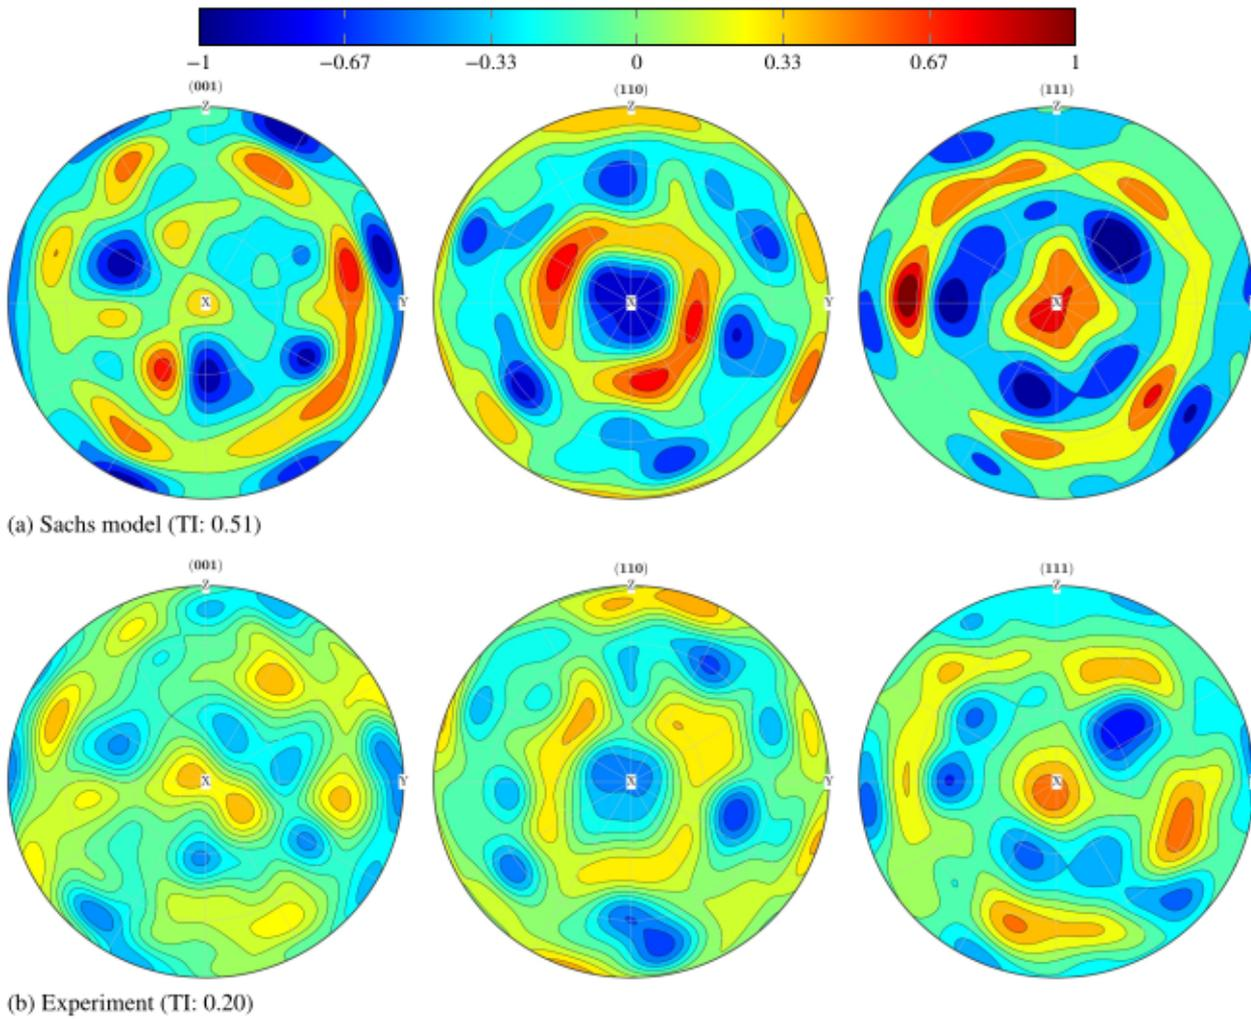 −1 −0.67 −0.33 0 0.33 0.67 1
(001) (110) (111)
Z Z Z
X Y X Y X
(a) Sachs model (TI: 0.51)
(001) (110) (111)
Z Z Z
X Y X Y X
(b) Experiment (TI: 0.20)